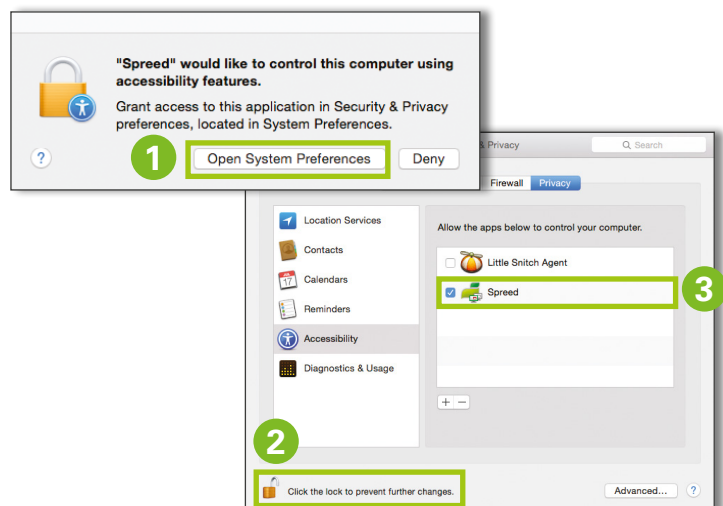 "Spreed" would like to control this computer using
accessibility features.
Grant access to this application in Security & Privacy
preferences, located in System Preferences.
?
1
Open System Preferences
Deny
& Privacy
Search
Firewall
Privacy
Location Services
Contacts
17
Calendars
Reminders
Accessibility
Diagnostics & Usage
Allow the apps below to control your computer.
Little Snitch Agent
Spreed
3
+
−
2
Click the lock to prevent further changes.
Advanced...
?